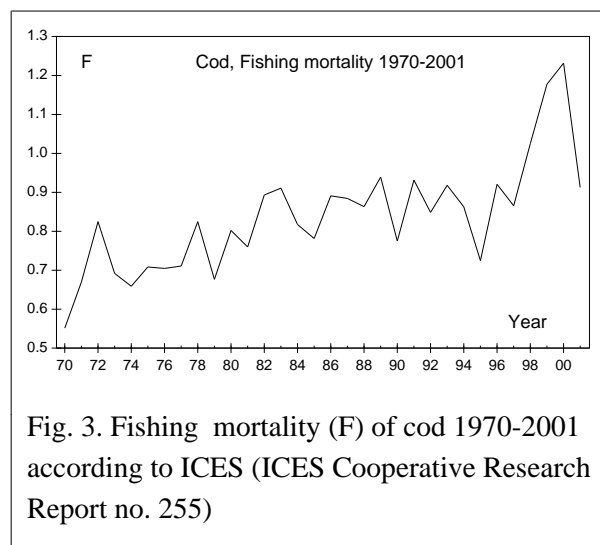 F Cod, Fishing mortality 1970-2001
1.3
1.2
1.1
1.0
0.9
0.8
0.7
0.6
0.5
Year
70 72 74 76 78 80 82 84 86 88 90 92 94 96 98 00
Fig. 3. Fishing mortality (F) of cod 1970-2001
according to ICES (ICES Cooperative Research
Report no. 255)